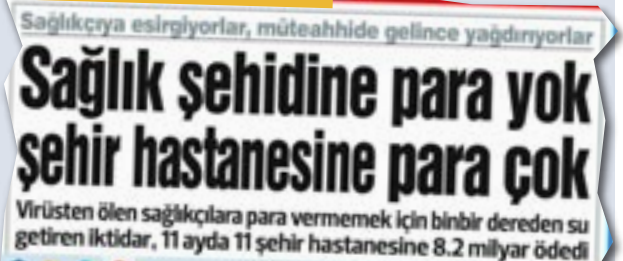 Sağlıkçıya esirgiyorlar, müteahhide gelince yağdırıyorlar
Sağlık şehidine para yok
şehir hastanesine para çok
Virüsten ölen sağlıkçılara para vermemek için binbir dereden su
getiren iktidar, 11 ayda 11 şehir hastanesine 8.2 milyar ödedi